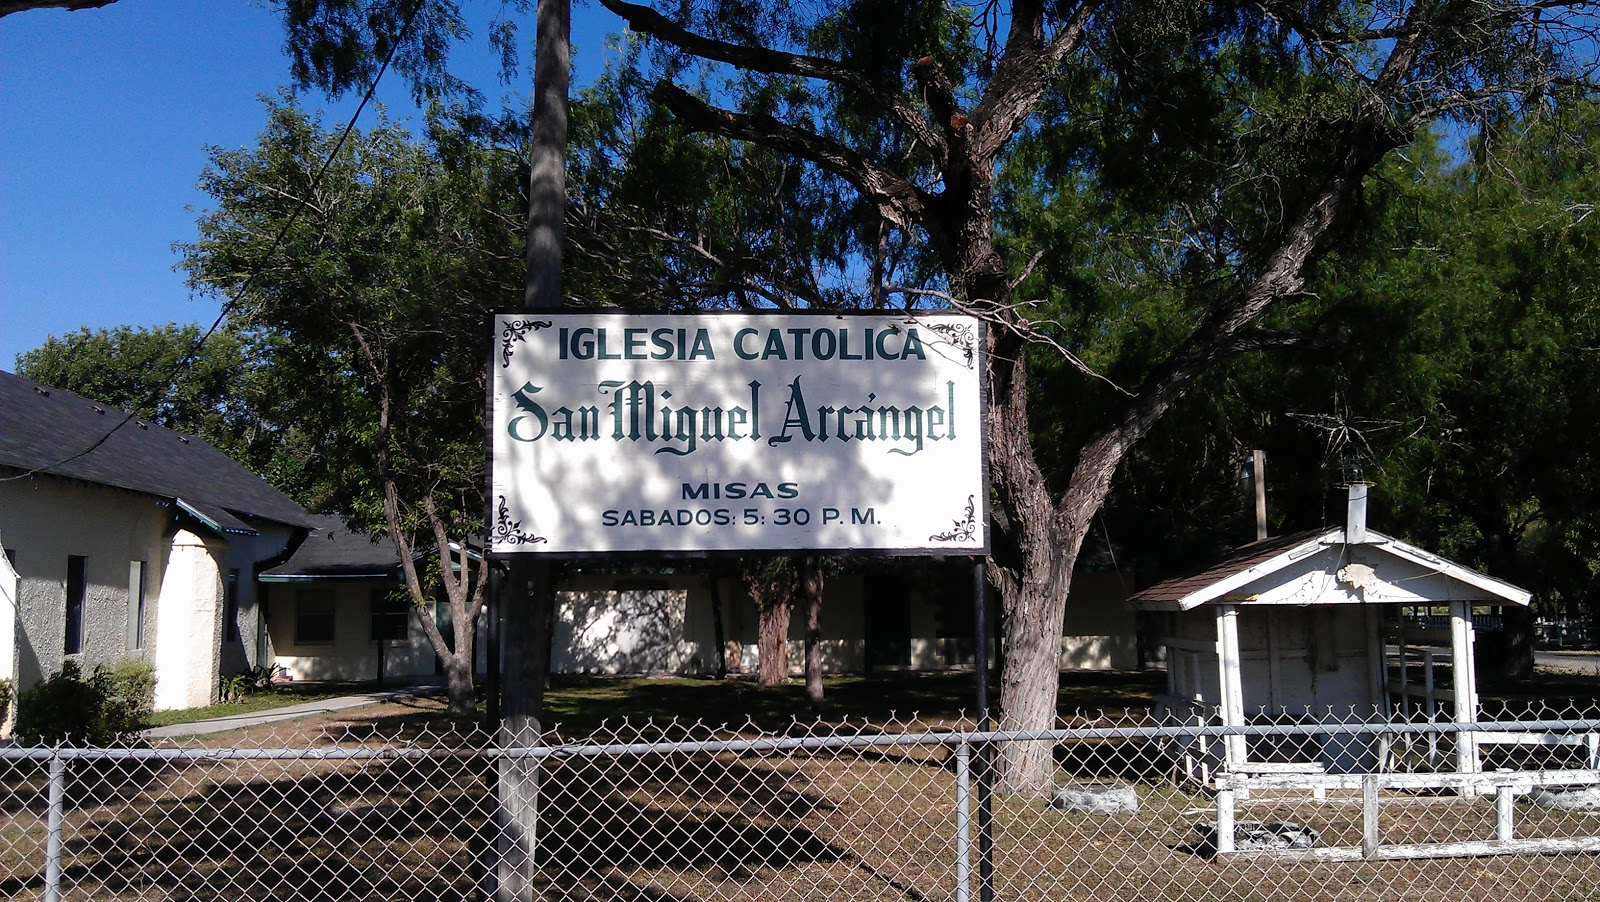 IGLESIA CATOLICA
San Miguel Arcángel
MISAS
SABADOS: 5: 30 P. M.